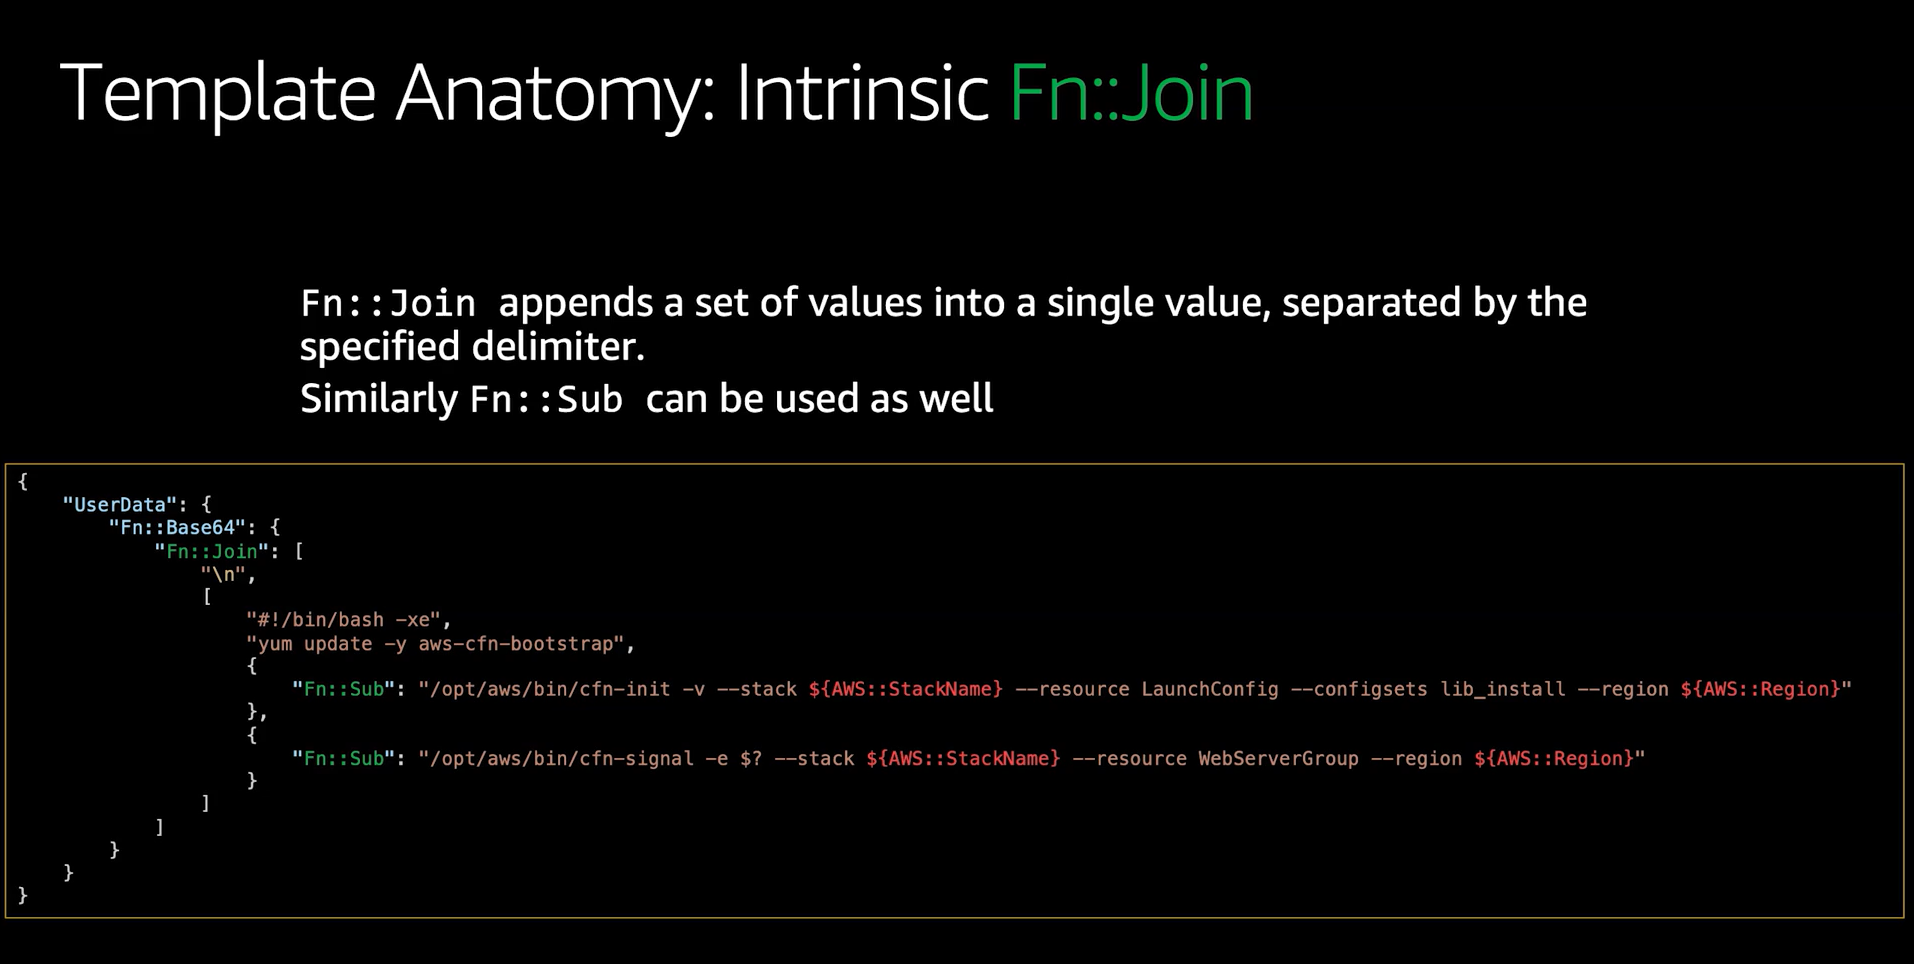 Template Anatomy: Intrinsic Fn::Join
Fn::Join appends a set of values into a single value, separated by the
specified delimiter.
Similarly Fn::Sub can be used as well
{
    "UserData": {
        "Fn::Base64": {
            "Fn::Join": [
                "\n",
                [
                    "#!/bin/bash -xe",
                    "yum update -y aws-cfn-bootstrap",
                    {
                        "Fn::Sub": "/opt/aws/bin/cfn-init -v --stack ${AWS::StackName} --resource LaunchConfig --configsets lib_install --region ${AWS::Region}"
                    },
                    {
                        "Fn::Sub": "/opt/aws/bin/cfn-signal -e $? --stack ${AWS::StackName} --resource WebServerGroup --region ${AWS::Region}"
                    }
                ]
            ]
        }
    }
}